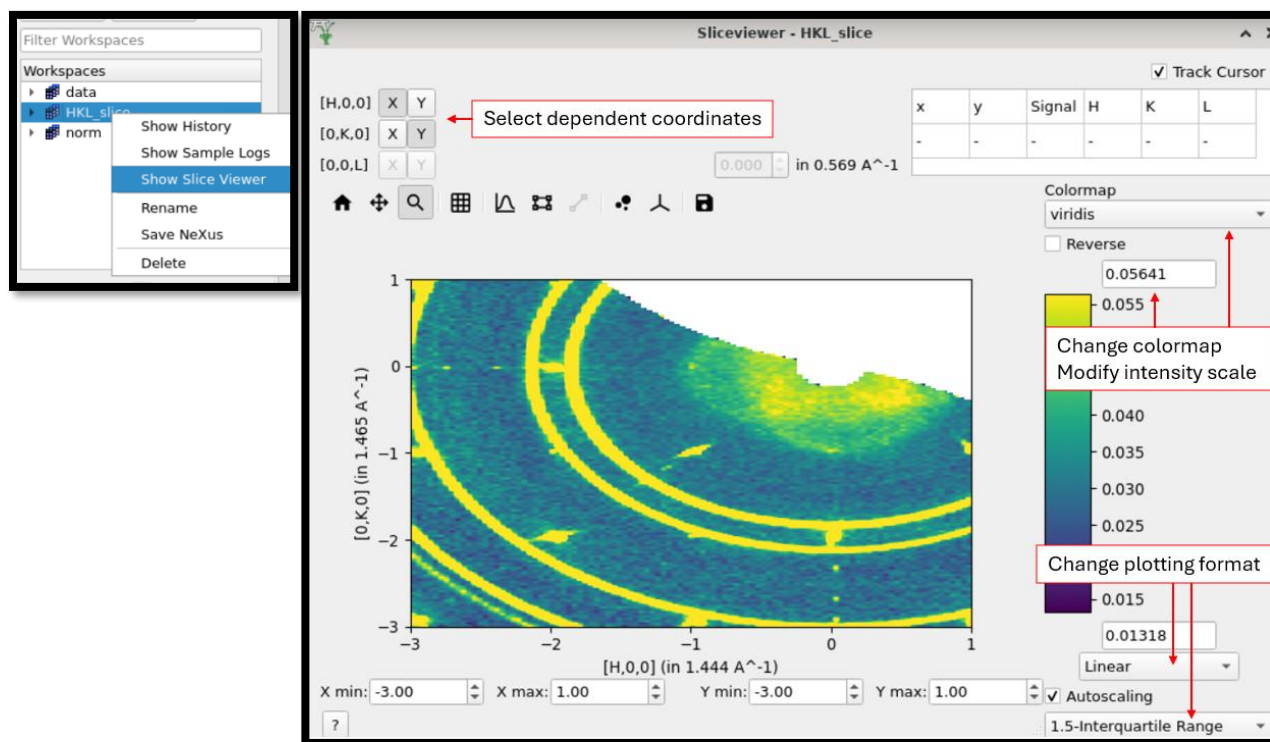 Filter Workspaces
Workspaces
data
HKL_slice
norm
Show History
Show Sample Logs
Show Slice Viewer
Rename
Save NeXus
Delete
Sliceviewer - HKL_slice
Track Cursor
[H,0,0] X Y
[0,K,0] X Y
[0,0,L] X Y
Select dependent coordinates
0.000 in 0.569 A^-1
x y Signal H K L
- - - - - -
Colormap
viridis
Reverse
0.05641
0.055
Change colormap
Modify intensity scale
0.040
0.035
0.030
0.025
Change plotting format
0.015
0.01318
Linear
Autoscaling
1.5-Interquartile Range
1
0
−1
−2
−3
[0,K,0] (in 1.465 A^-1)
−3 −2 −1 0 1
[H,0,0] (in 1.444 A^-1)
X min: -3.00 X max: 1.00 Y min: -3.00 Y max: 1.00
?